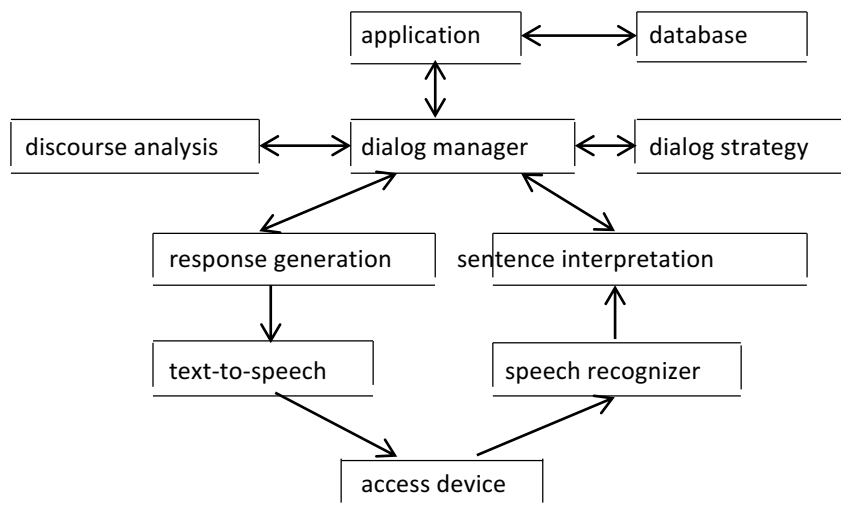 application
database
discourse analysis
dialog manager
dialog strategy
response generation
sentence interpretation
text-to-speech
speech recognizer
access device